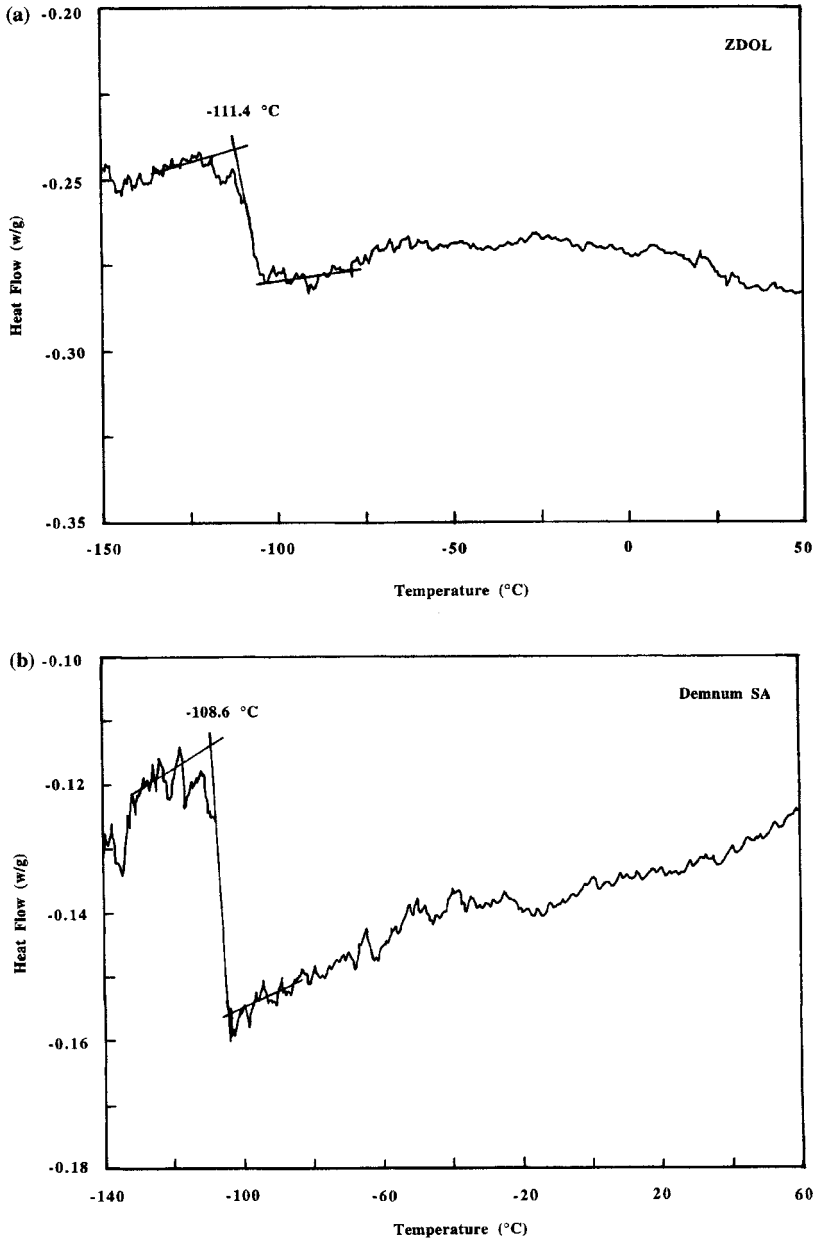 (a)
-0.20
ZDOL
-111.4 °C
-0.25
Heat Flow (w/g)
-0.30
-0.35
-150
-100
-50
0
50
Temperature (°C)
(b)
-0.10
Demnum SA
-108.6 °C
-0.12
Heat Flow (w/g)
-0.14
-0.16
-0.18
-140
-100
-60
-20
20
60
Temperature (°C)